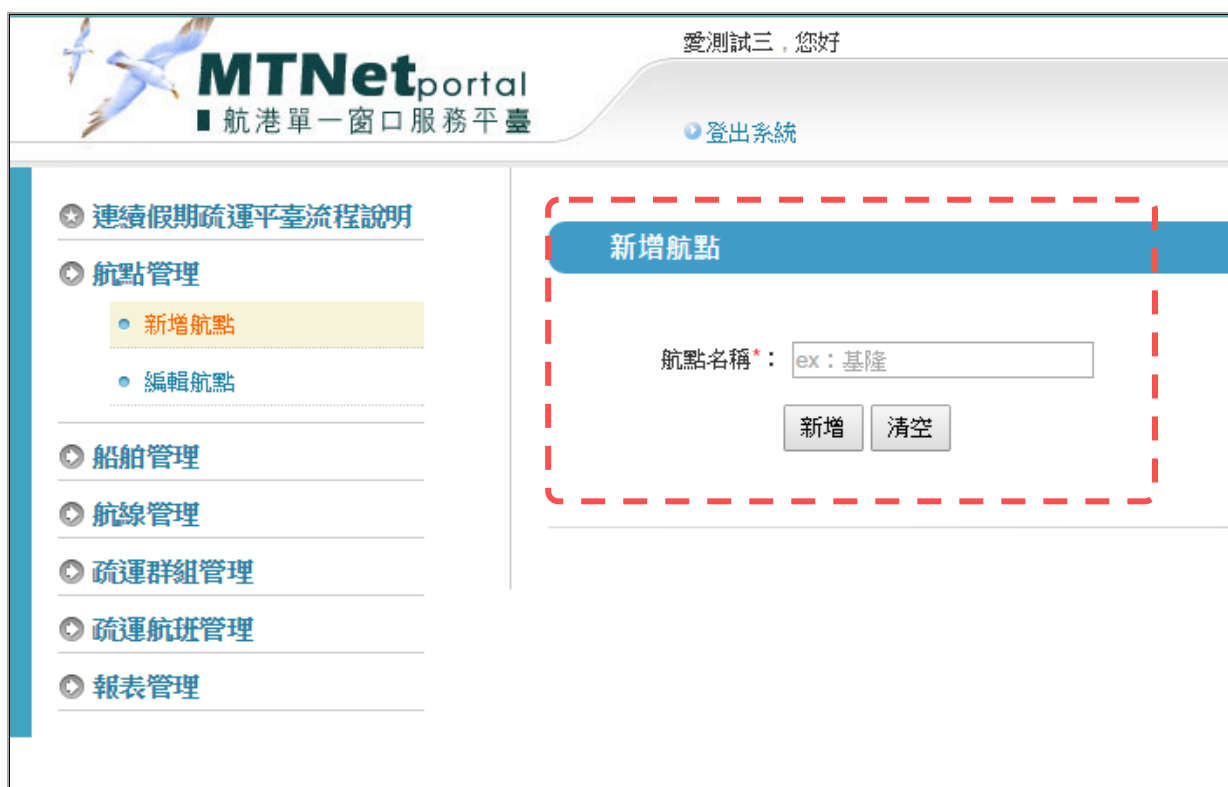 愛測試三，您好
MTNetportal
航港單一窗口服務平臺
登出系統
連續假期疏運平臺流程說明
航點管理
新增航點
編輯航點
船舶管理
航線管理
疏運群組管理
疏運航班管理
報表管理
新增航點
航點名稱*：ex：基隆
新增 清空